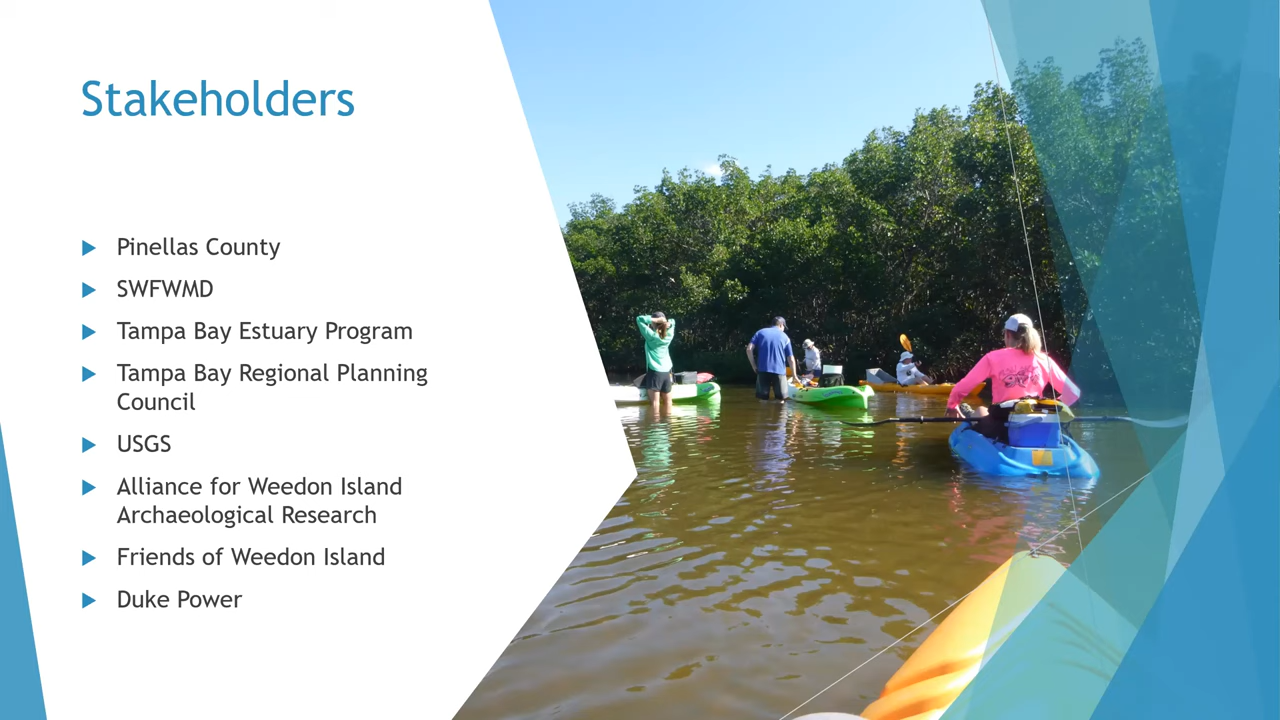 Stakeholders
Pinellas County
SWFWMD
Tampa Bay Estuary Program
Tampa Bay Regional Planning
Council
USGS
Alliance for Weedon Island
Archaeological Research
Friends of Weedon Island
Duke Power